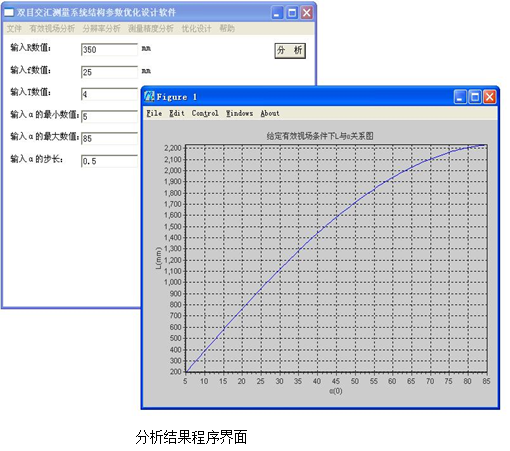 双目交汇测量系统结构参数优化设计软件
文件 有效视场分析 分辨率分析 测量精度分析 优化设计 帮助
输入R数值: 350 mm
分 析
输入f数值: 25 mm
输入T数值: 4
输入α的最小数值: 5
输入α的最大数值: 85
输入α的步长: 0.5
Figure 1
File Edit Control Windows About
给定有效视场条件下L与α关系图
2,200
2,100
2,000
1,900
1,800
1,700
1,600
1,500
1,400
1,300
1,200
1,100
1,000
900
800
700
600
500
400
300
200
L(mm)
5 10 15 20 25 30 35 40 45 50 55 60 65 70 75 80 85
α(0)
分析结果程序界面